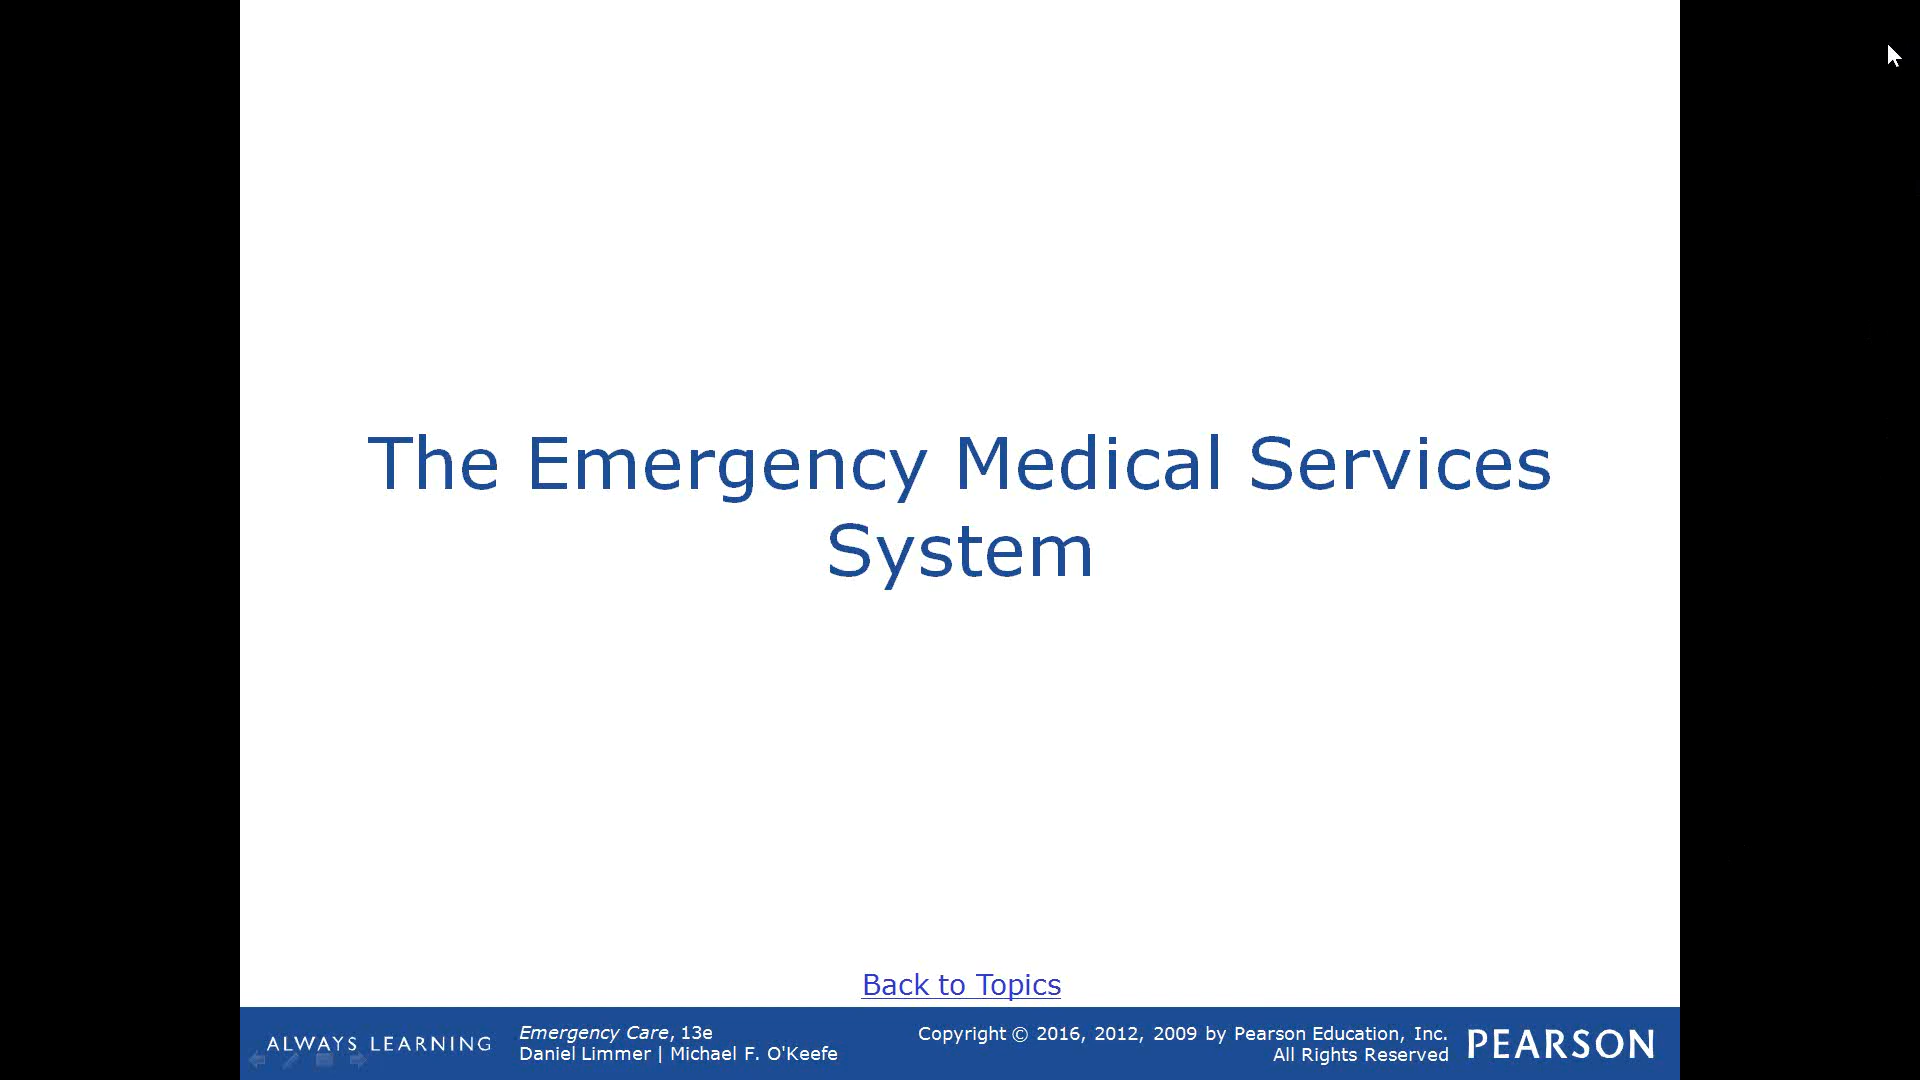 The Emergency Medical Services
System
Back to Topics
ALWAYS LEARNING
Emergency Care, 13e
Daniel Limmer | Michael F. O'Keefe
Copyright © 2016, 2012, 2009 by Pearson Education, Inc.
All Rights Reserved
PEARSON